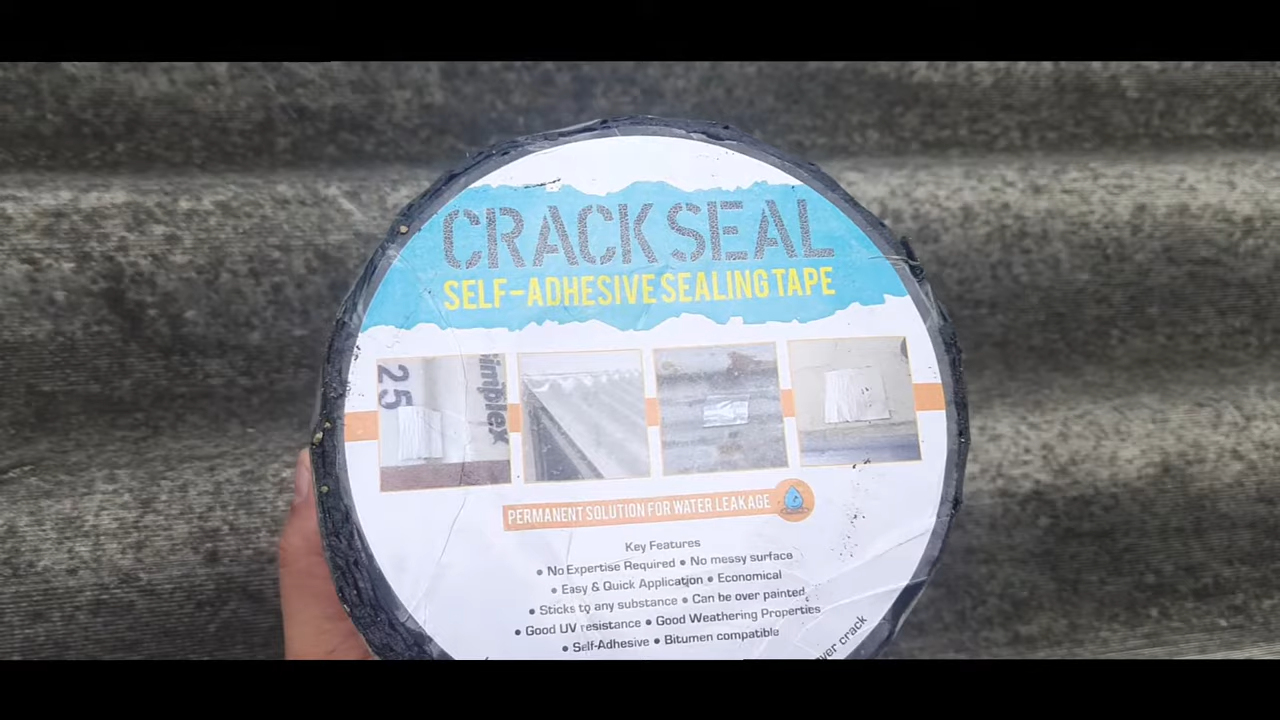 CRACK SEAL
SELF-ADHESIVE SEALING TAPE
25
implex
PERMANENT SOLUTION FOR WATER LEAKAGE
Key Features
• No Expertise Required • No messy surface
• Easy & Quick Application • Economical
• Sticks to any substance • Can be over painted
• Good UV resistance • Good Weathering Properties
• Self-Adhesive • Bitumen compatible
crack